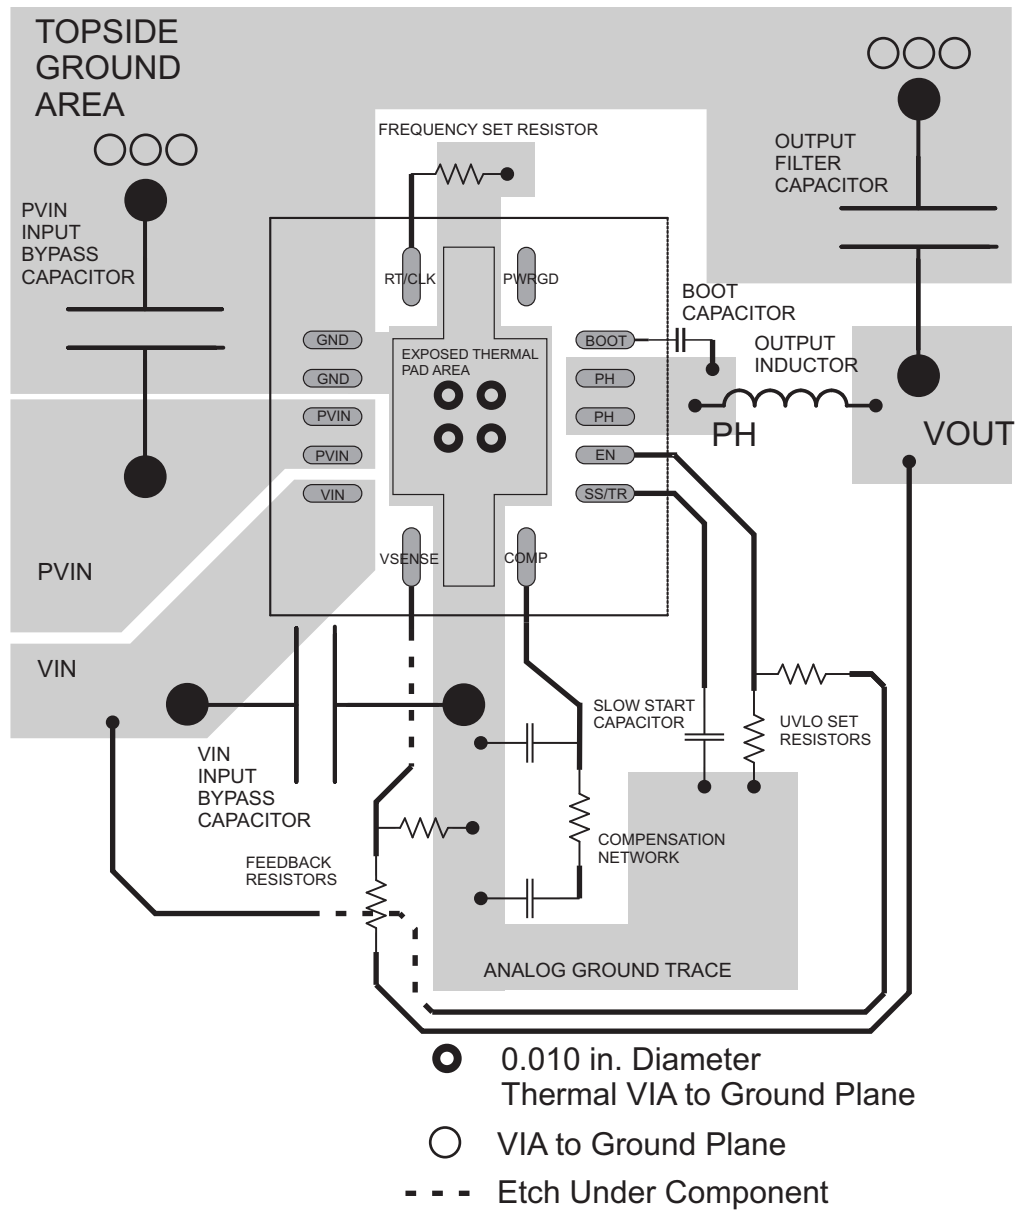 TOPSIDE
GROUND
AREA
FREQUENCY SET RESISTOR
OUTPUT
FILTER
CAPACITOR
PVIN
INPUT
BYPASS
CAPACITOR
RT/CLK
PWRGD
BOOT
CAPACITOR
GND
EXPOSED THERMAL
PAD AREA
BOOT
OUTPUT
INDUCTOR
GND
PH
PVIN
PH
PH
VOUT
PVIN
EN
VIN
SS/TR
VSENSE
COMP
PVIN
VIN
SLOW START
CAPACITOR
UVLO SET
RESISTORS
VIN
INPUT
BYPASS
CAPACITOR
COMPENSATION
NETWORK
FEEDBACK
RESISTORS
ANALOG GROUND TRACE
0.010 in. Diameter
Thermal VIA to Ground Plane
VIA to Ground Plane
Etch Under Component